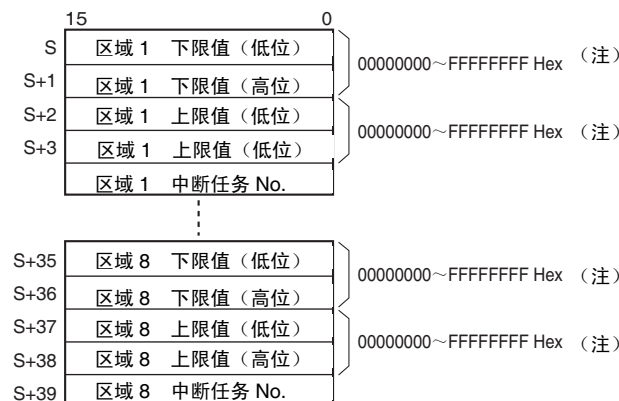 15 0
S 区域 1 下限值（低位）
S+1 区域 1 下限值（高位）
00000000～FFFFFFFF Hex （注）
S+2 区域 1 上限值（低位）
S+3 区域 1 上限值（低位）
00000000～FFFFFFFF Hex （注）
区域 1 中断任务 No.
S+35 区域 8 下限值（低位）
S+36 区域 8 下限值（高位）
00000000～FFFFFFFF Hex （注）
S+37 区域 8 上限值（低位）
S+38 区域 8 上限值（高位）
00000000～FFFFFFFF Hex （注）
S+39 区域 8 中断任务 No.